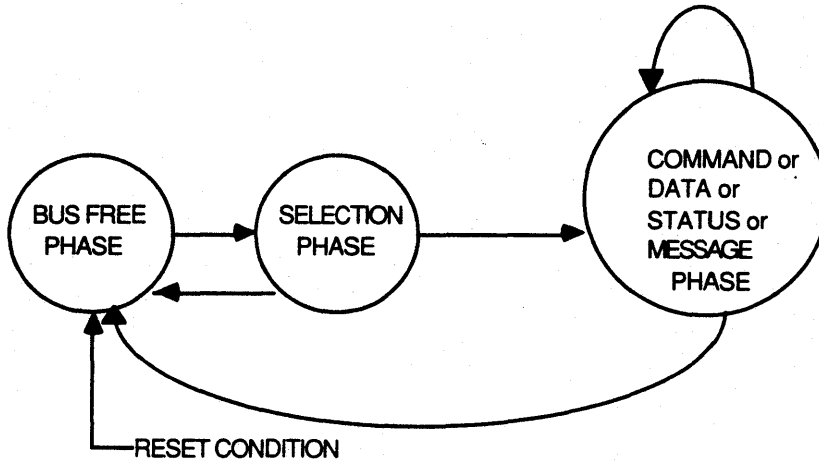 BUS FREE
PHASE
SELECTION
PHASE
COMMAND or
DATA or
STATUS or
MESSAGE
PHASE
RESET CONDITION